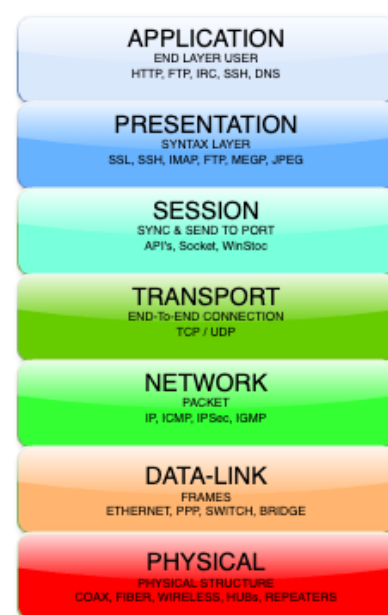 APPLICATION
END LAYER USER
HTTP, FTP, IRC, SSH, DNS
PRESENTATION
SYNTAX LAYER
SSL, SSH, IMAP, FTP, MEGP, JPEG
SESSION
SYNC & SEND TO PORT
API's, Socket, WinStoc
TRANSPORT
END-To-END CONNECTION
TCP / UDP
NETWORK
PACKET
IP, ICMP, IPSec, IGMP
DATA-LINK
FRAMES
ETHERNET, PPP, SWITCH, BRIDGE
PHYSICAL
PHYSICAL STRUCTURE
COAX, FIBER, WIRELESS, HUBs, REPEATERS